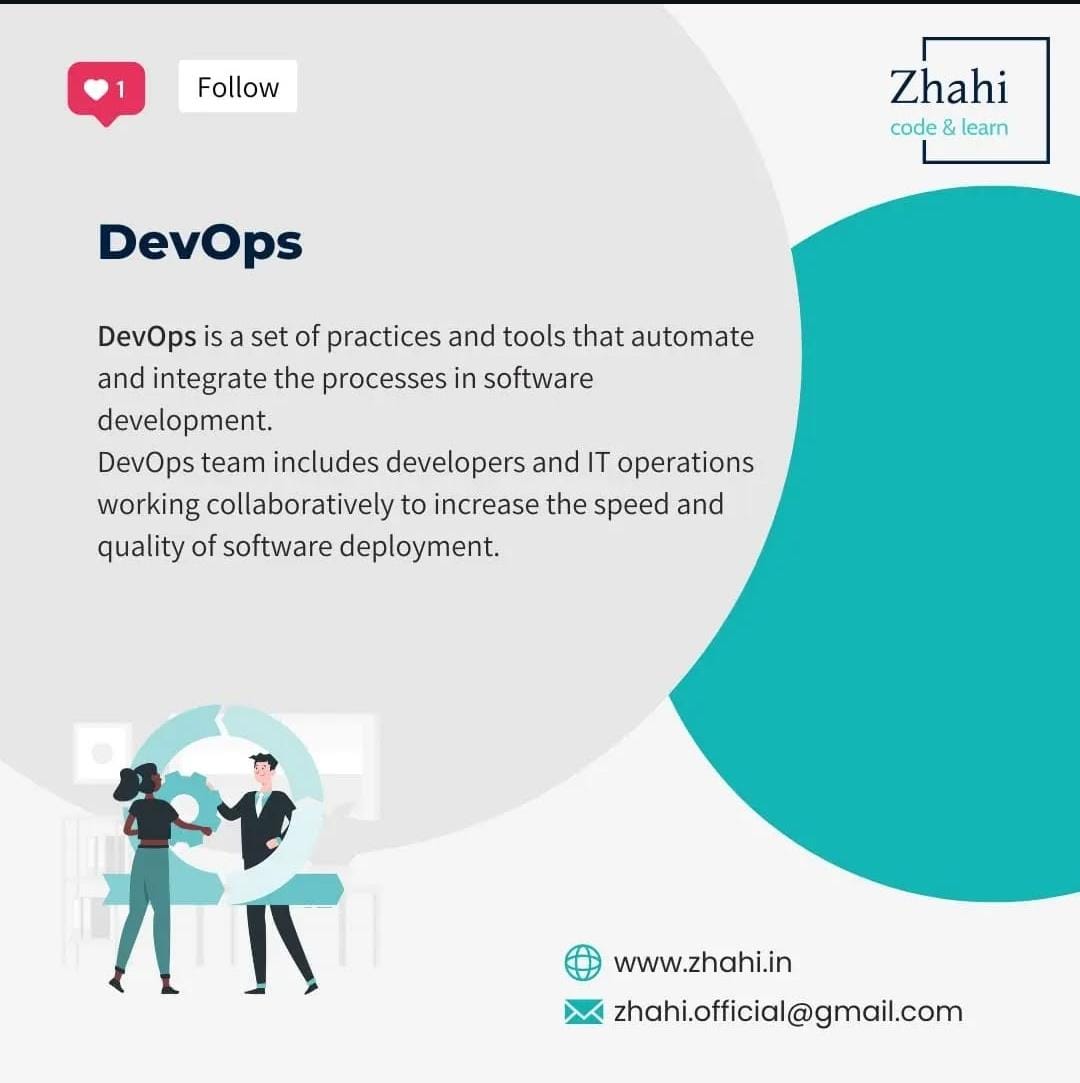 1
Follow
Zhahi
code & learn
DevOps
DevOps is a set of practices and tools that automate
and integrate the processes in software
development.
DevOps team includes developers and IT operations
working collaboratively to increase the speed and
quality of software deployment.
www.zhahi.in
zhahi.official@gmail.com